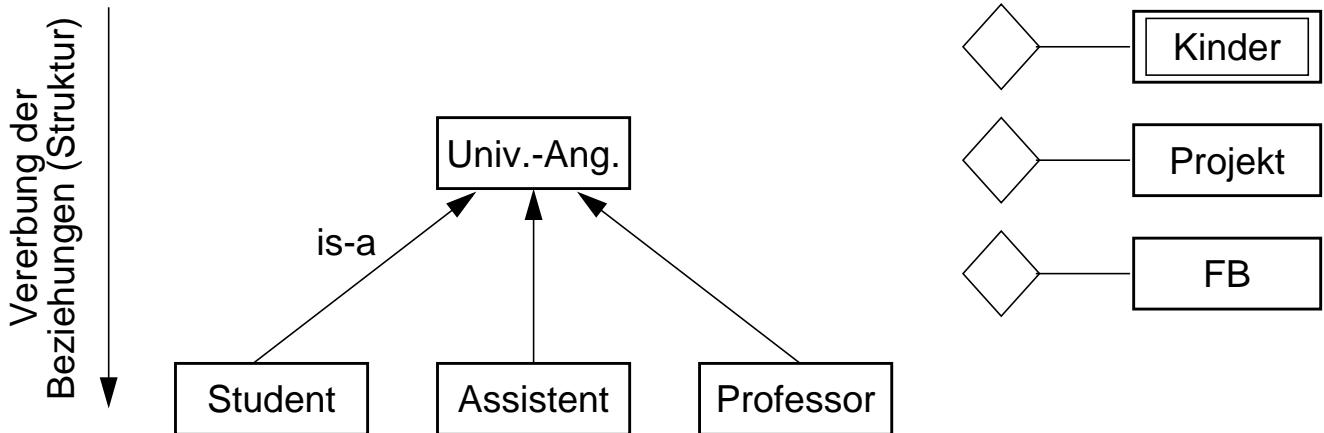 Vererbung der
Beziehungen (Struktur)
Kinder
Univ.-Ang.
Projekt
is-a
FB
Student
Assistent
Professor